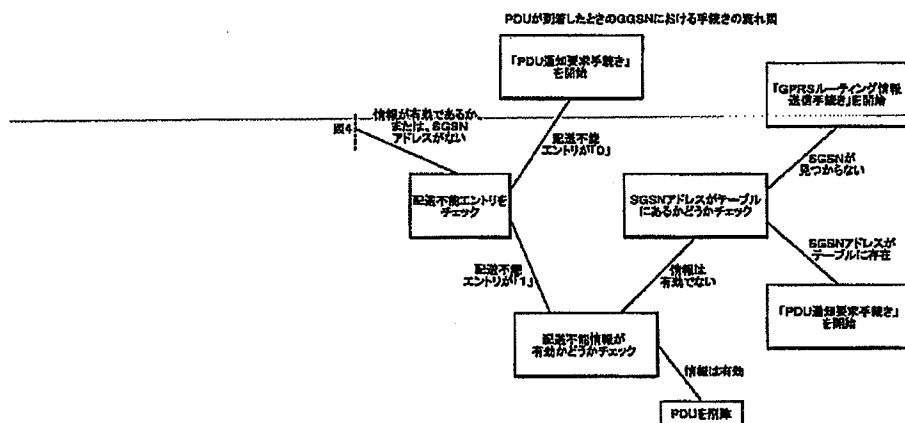 PDUが到着したときのGGSNにおける手続きの流れ図
「PDU通知要求手続き」
を開始
「GPRSルーティング情報
送信手続き」を開始
図4
情報が有効であるか、
または、SGSN
アドレスがない
配送不能
エントリが「0」
SGSNが
見つからない
配送不能エントリを
チェック
SGSNアドレスがテーブル
にあるかどうかチェック
配送不能
エントリが「1」
情報は
有効でない
SGSNアドレスが
テーブルに存在
「PDU通知要求手続き」
を開始
配送不能情報が
有効かどうかチェック
情報は有効
PDUを削除